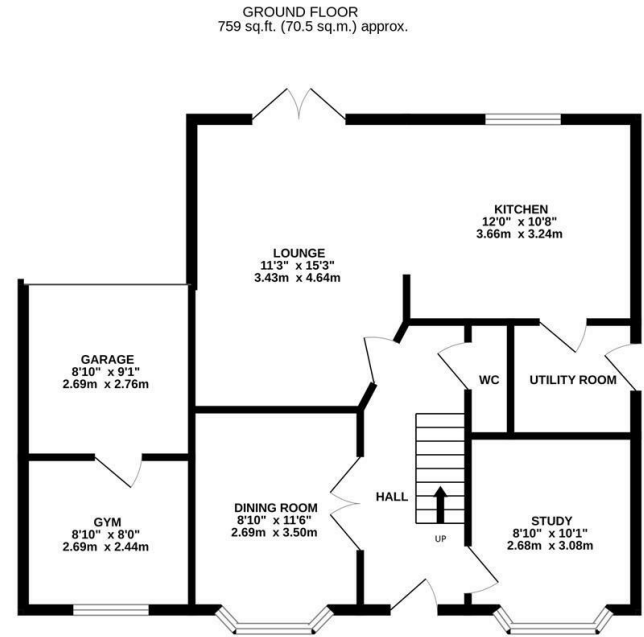 GROUND FLOOR
759 sq.ft. (70.5 sq.m.) approx.
KITCHEN
12'0" x 10'8"
3.66m x 3.24m
LOUNGE
11'3" x 15'3"
3.43m x 4.64m
GARAGE
8'10" x 9'1"
2.69m x 2.76m
WC
UTILITY ROOM
DINING ROOM
8'10" x 11'6"
2.69m x 3.50m
HALL
UP
GYM
8'10" x 8'0"
2.69m x 2.44m
STUDY
8'10" x 10'1"
2.68m x 3.08m